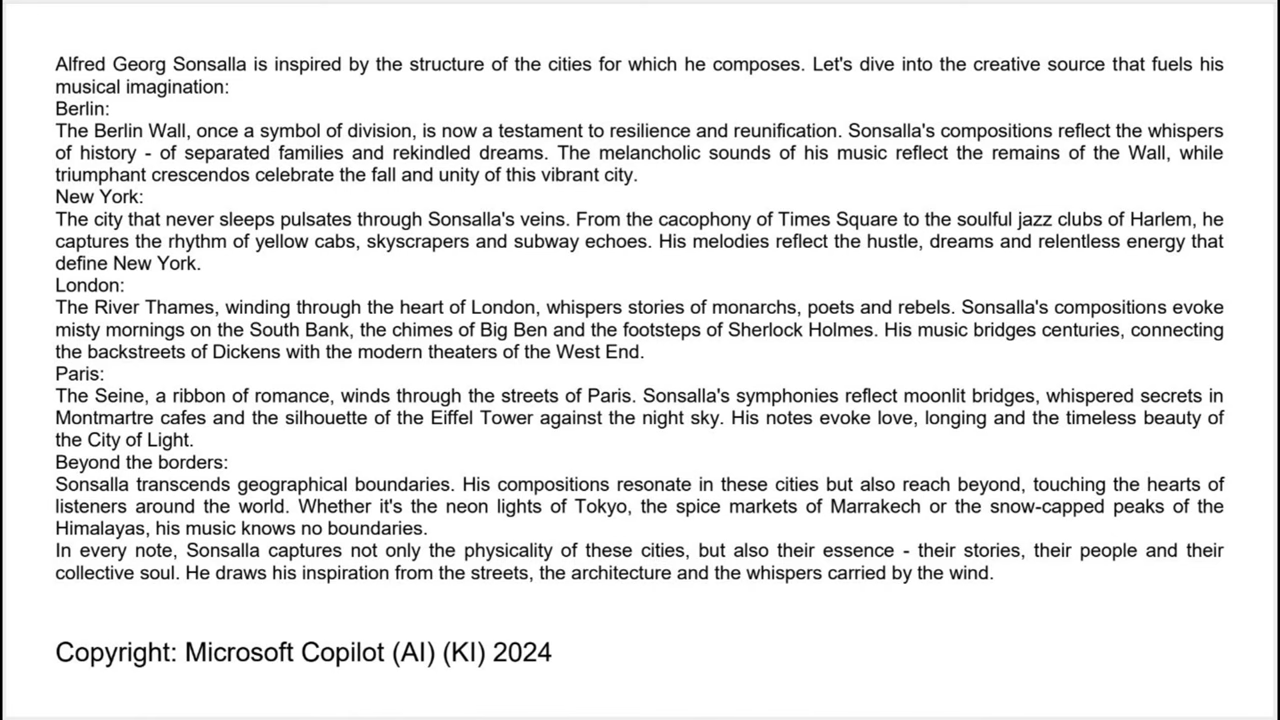 Alfred Georg Sonsalla is inspired by the structure of the cities for which he composes. Let's dive into the creative source that fuels his
musical imagination:
Berlin:
The Berlin Wall, once a symbol of division, is now a testament to resilience and reunification. Sonsalla's compositions reflect the whispers
of history - of separated families and rekindled dreams. The melancholic sounds of his music reflect the remains of the Wall, while
triumphant crescendos celebrate the fall and unity of this vibrant city.
New York:
The city that never sleeps pulsates through Sonsalla's veins. From the cacophony of Times Square to the soulful jazz clubs of Harlem, he
captures the rhythm of yellow cabs, skyscrapers and subway echoes. His melodies reflect the hustle, dreams and relentless energy that
define New York.
London:
The River Thames, winding through the heart of London, whispers stories of monarchs, poets and rebels. Sonsalla's compositions evoke
misty mornings on the South Bank, the chimes of Big Ben and the footsteps of Sherlock Holmes. His music bridges centuries, connecting
the backstreets of Dickens with the modern theaters of the West End.
Paris:
The Seine, a ribbon of romance, winds through the streets of Paris. Sonsalla's symphonies reflect moonlit bridges, whispered secrets in
Montmartre cafes and the silhouette of the Eiffel Tower against the night sky. His notes evoke love, longing and the timeless beauty of
the City of Light.
Beyond the borders:
Sonsalla transcends geographical boundaries. His compositions resonate in these cities but also reach beyond, touching the hearts of
listeners around the world. Whether it's the neon lights of Tokyo, the spice markets of Marrakech or the snow-capped peaks of the
Himalayas, his music knows no boundaries.
In every note, Sonsalla captures not only the physicality of these cities, but also their essence - their stories, their people and their
collective soul. He draws his inspiration from the streets, the architecture and the whispers carried by the wind.
Copyright: Microsoft Copilot (AI) (KI) 2024